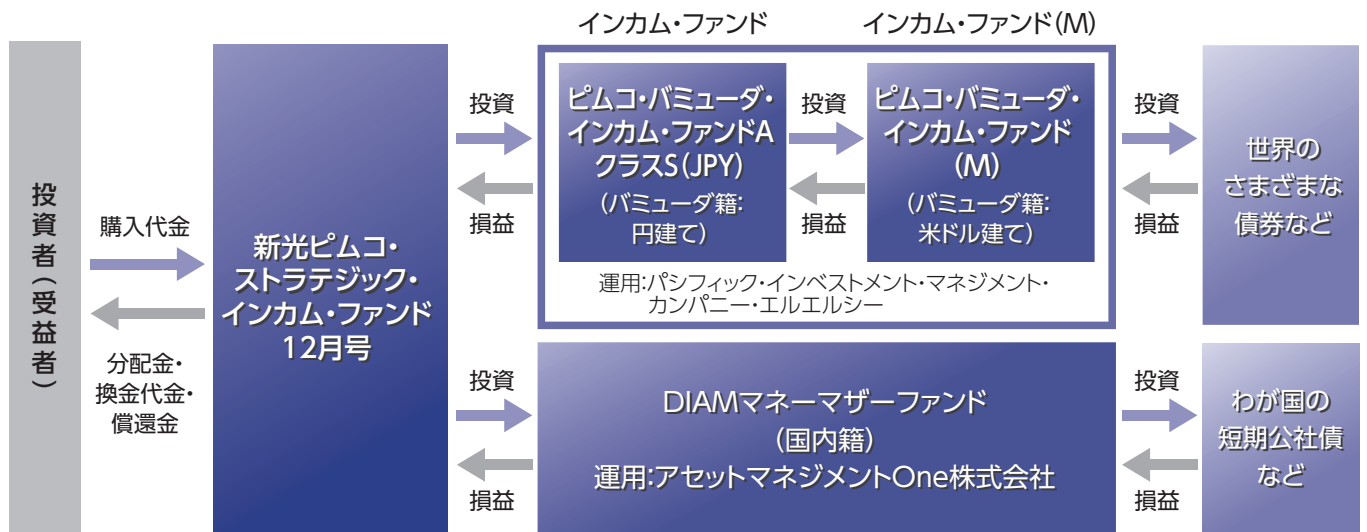 インカム・ファンド
インカム・ファンド(M)
投資者(受益者)
購入代金
分配金・
換金代金・
償還金
新光ピムコ・
ストラテジック・
インカム・ファンド
12月号
投資
損益
ピムコ・バミューダ・
インカム・ファンドA
クラスS(JPY)
(バミューダ籍:
円建て)
投資
損益
ピムコ・バミューダ・
インカム・ファンド
(M)
(バミューダ籍:
米ドル建て)
運用:パシフィック・インベストメント・マネジメント・
カンパニー・エルエルシー
投資
損益
世界の
さまざまな
債券など
投資
損益
DIAMマネーマザーファンド
(国内籍)
運用:アセットマネジメントOne株式会社
投資
損益
わが国の
短期公社債
など